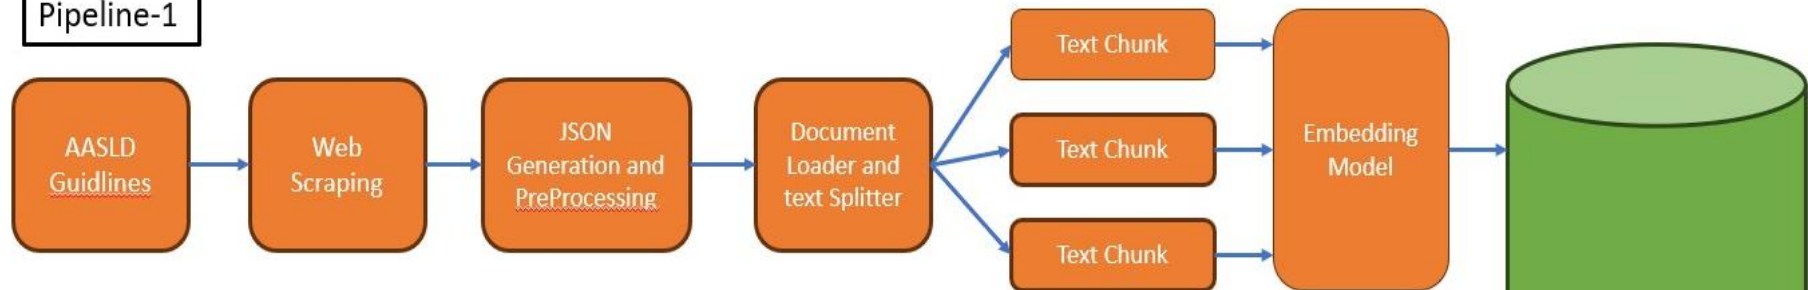 Pipeline-1
AASLD
Guidlines
Web
Scraping
JSON
Generation and
PreProcessing
Document
Loader and
text Splitter
Text Chunk
Text Chunk
Text Chunk
Embedding
Model